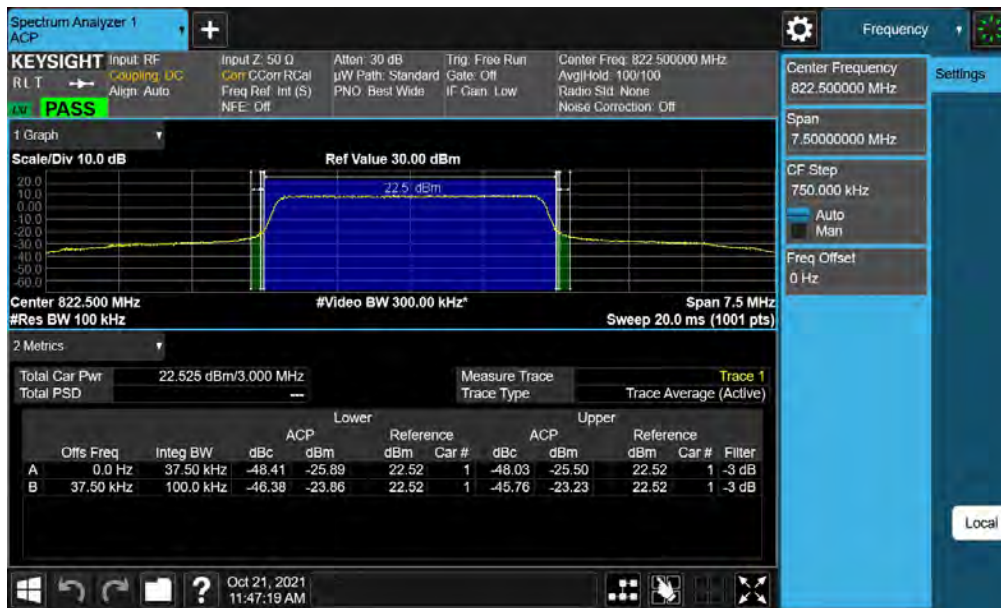 Spectrum Analyzer 1
ACP
Frequency
KEYSIGHT Input: RF Input Z: 50 Ω Atten: 30 dB Trig: Free Run Center Freq: 822.500000 MHz
RLT Coupling: DC Corr CCorr RCal µW Path: Standard Gate: Off Avg|Hold: 100/100
Align: Auto Freq Ref: Int (S) PNO: Best Wide IF Gain: Low Radio Std: None
PASS NFE: Off Noise Correction: Off
Center Frequency
822.500000 MHz
Settings
Span
7.50000000 MHz
CF Step
750.000 kHz
Auto
Man
Freq Offset
0 Hz
1 Graph
Scale/Div 10.0 dB Ref Value 30.00 dBm
22.5 dBm
20.0
10.0
0.00
-10.0
-20.0
-30.0
-40.0
-50.0
-60.0
Center 822.500 MHz #Video BW 300.00 kHz* Span 7.5 MHz
#Res BW 100 kHz Sweep 20.0 ms (1001 pts)
2 Metrics
Total Car Pwr 22.525 dBm/3.000 MHz Measure Trace Trace 1
Total PSD --- Trace Type Trace Average (Active)
Lower Upper
ACP Reference ACP Reference
Offs Freq Integ BW dBc dBm dBm Car # dBc dBm dBm Car # Filter
A 0.0 Hz 37.50 kHz -48.41 -25.89 22.52 1 -48.03 -25.50 22.52 1 -3 dB
B 37.50 kHz 100.0 kHz -46.38 -23.86 22.52 1 -45.76 -23.23 22.52 1 -3 dB
Local
? Oct 21, 2021
11:47:19 AM